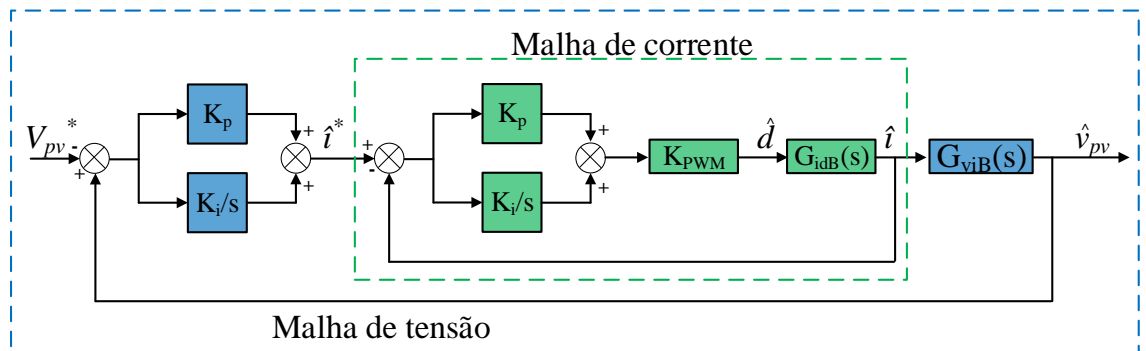 Malha de corrente
V_pv* - + K_p K_i/s + + î* + - K_p K_i/s + + K_PWM d̂ G_idB(s) î G_viB(s) v̂_pv
Malha de tensão